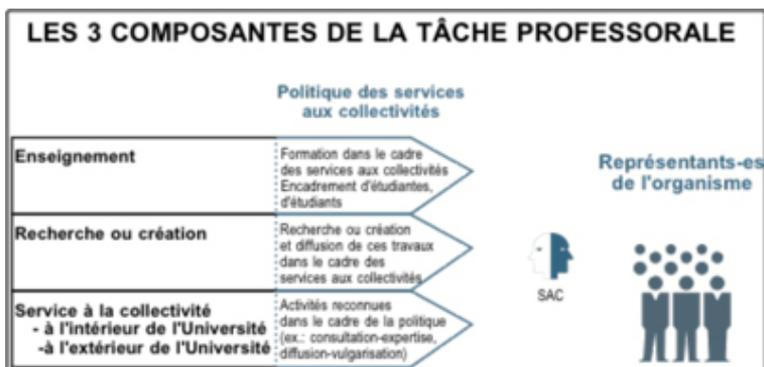 LES 3 COMPOSANTES DE LA TÂCHE PROFESSORALE
Politique des services
aux collectivités
Enseignement
Formation dans le cadre
des services aux collectivités
Encadrement d'étudiantes,
d'étudiants
Recherche ou création
Recherche ou création
et diffusion de ces travaux
dans le cadre des
services aux collectivités
Service à la collectivité
- à l'intérieur de l'Université
-à l'extérieur de l'Université
Activités reconnues
dans le cadre de la politique
(ex.: consultation-expertise,
diffusion-vulgarisation)
SAC
Représentants-es
de l'organisme